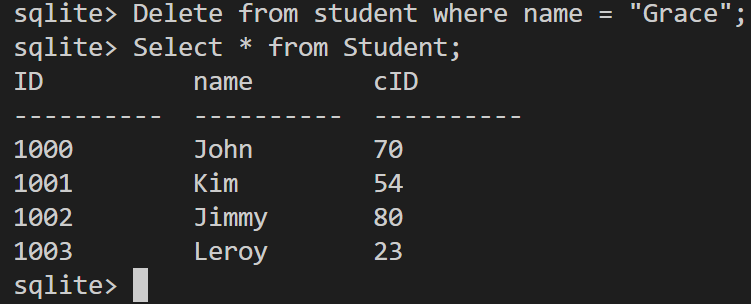 sqlite> Delete from student where name = "Grace";
sqlite> Select * from Student;
ID          name        cID
----------  ----------  ----------
1000        John        70
1001        Kim         54
1002        Jimmy       80
1003        Leroy       23
sqlite>